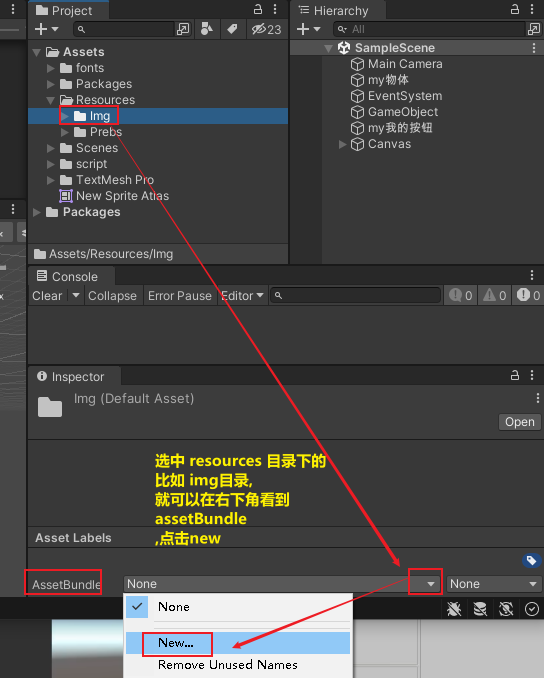 Project
Hierarchy
23
All
Assets
fonts
Packages
Resources
Img
Prebs
Scenes
script
TextMesh Pro
New Sprite Atlas
Packages
SampleScene
Main Camera
my物体
EventSystem
GameObject
my我的按钮
Canvas
Assets/Resources/Img
Console
Clear
Collapse
Error Pause
Editor
0
0
0
Inspector
Img (Default Asset)
Open
选中 resources 目录下的
比如 img目录,
就可以在右下角看到
assetBundle
,点击new
Asset Labels
AssetBundle
None
None
None
New...
Remove Unused Names